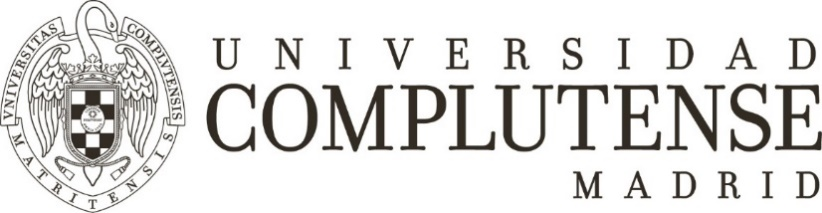 VNIVERSITAS COMPLVTENSIS
MATRITENSIS
UNIVERSIDAD
COMPLUTENSE
MADRID